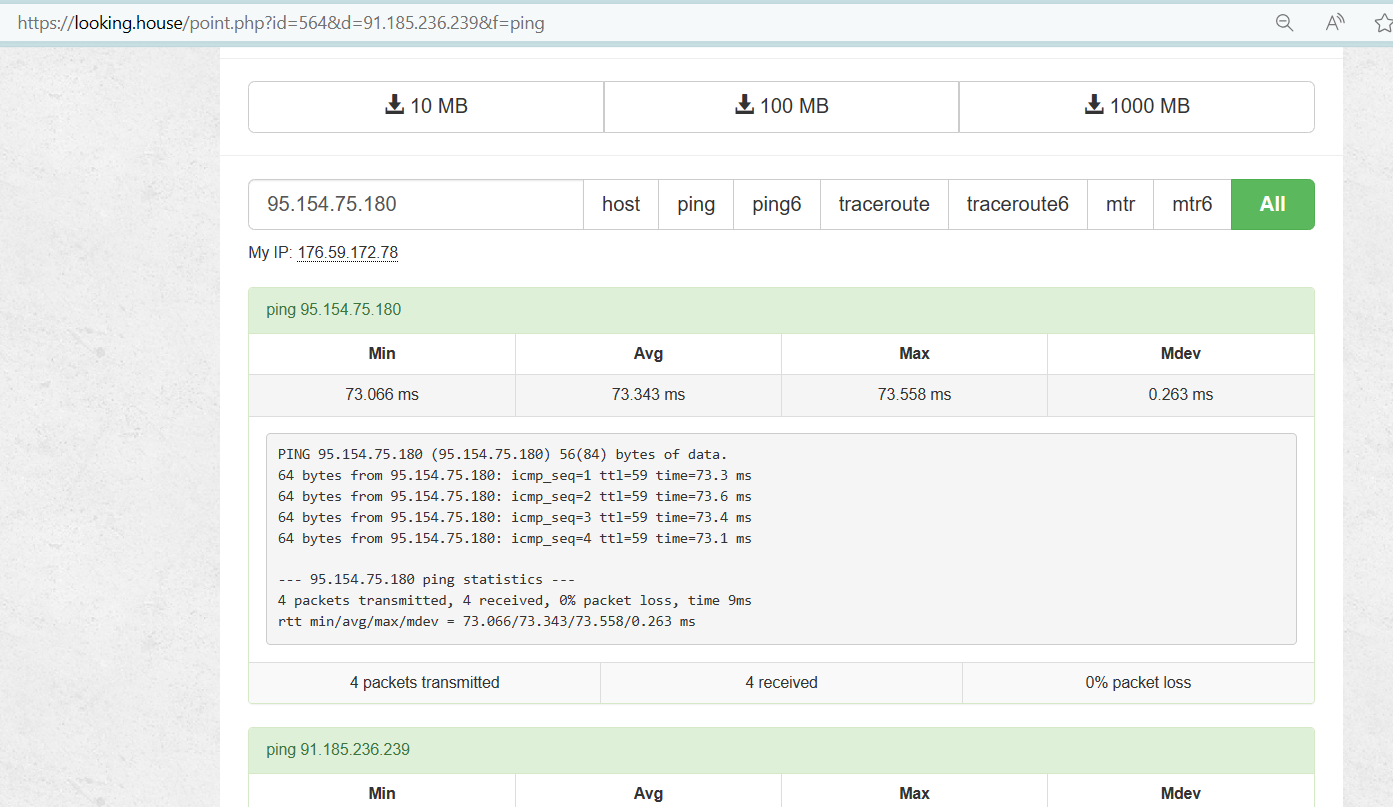 https://looking.house/point.php?id=564&d=91.185.236.239&f=ping
10 MB 100 MB 1000 MB
95.154.75.180 host ping ping6 traceroute traceroute6 mtr mtr6 All
My IP: 176.59.172.78
ping 95.154.75.180
Min Avg Max Mdev
73.066 ms 73.343 ms 73.558 ms 0.263 ms
PING 95.154.75.180 (95.154.75.180) 56(84) bytes of data.
64 bytes from 95.154.75.180: icmp_seq=1 ttl=59 time=73.3 ms
64 bytes from 95.154.75.180: icmp_seq=2 ttl=59 time=73.6 ms
64 bytes from 95.154.75.180: icmp_seq=3 ttl=59 time=73.4 ms
64 bytes from 95.154.75.180: icmp_seq=4 ttl=59 time=73.1 ms
--- 95.154.75.180 ping statistics ---
4 packets transmitted, 4 received, 0% packet loss, time 9ms
rtt min/avg/max/mdev = 73.066/73.343/73.558/0.263 ms
4 packets transmitted 4 received 0% packet loss
ping 91.185.236.239
Min Avg Max Mdev